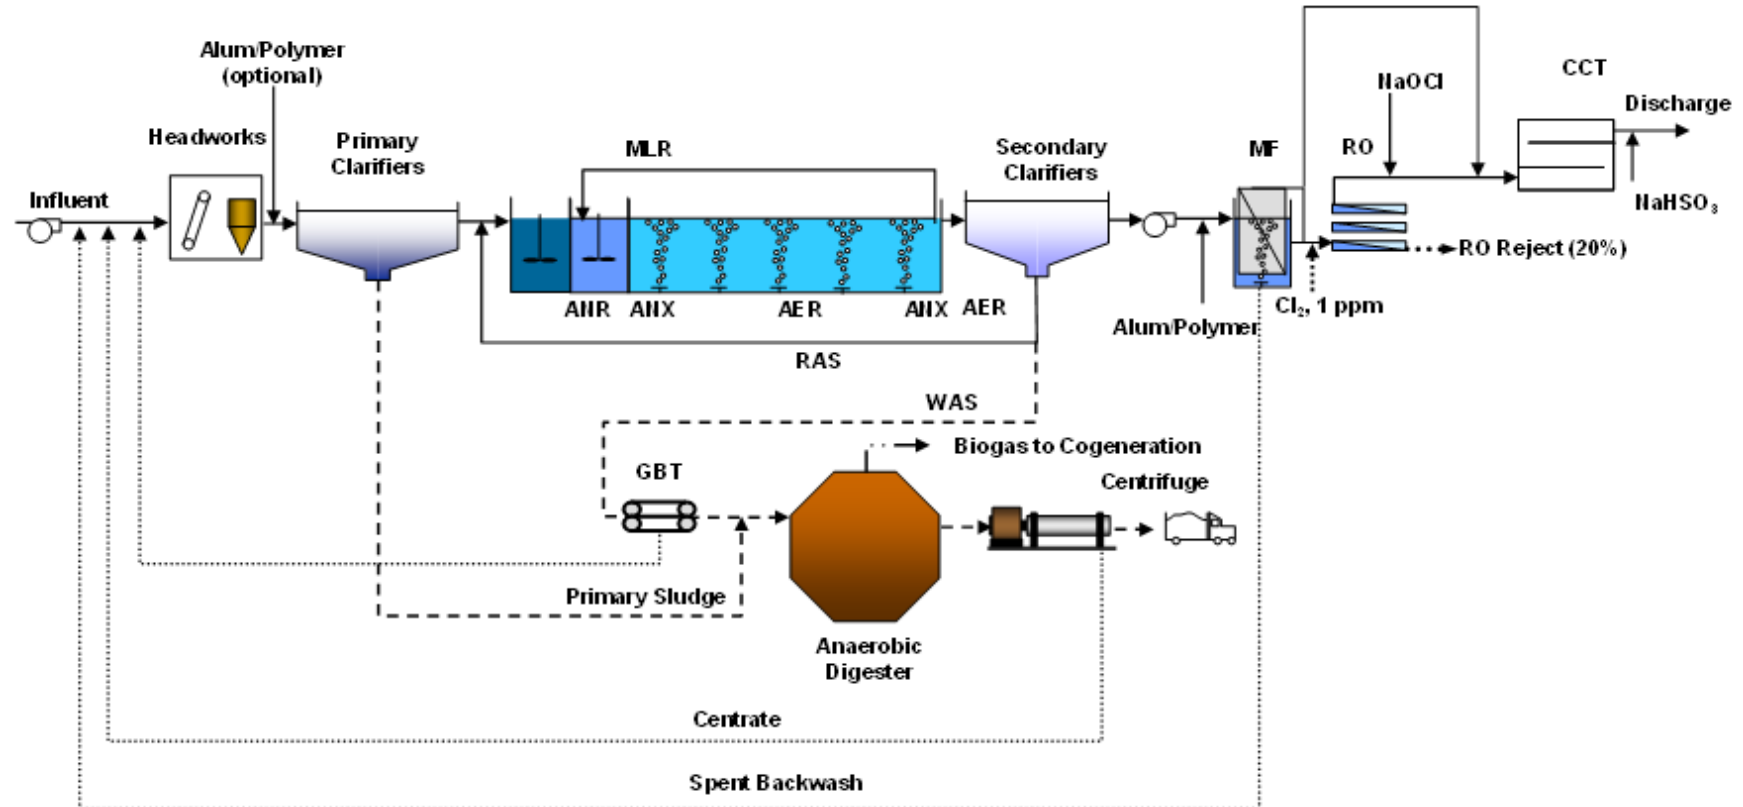 Alum/Polymer
(optional)
Headworks
Influent
Primary
Clarifiers
MLR
Secondary
Clarifiers
MF
NaOCl
RO
CCT
Discharge
NaHSO₃
RO Reject (20%)
Cl₂, 1 ppm
Alum/Polymer
ANR
ANX
AER
ANX
AER
RAS
WAS
GBT
Biogas to Cogeneration
Centrifuge
Primary Sludge
Anaerobic
Digester
Centrate
Spent Backwash